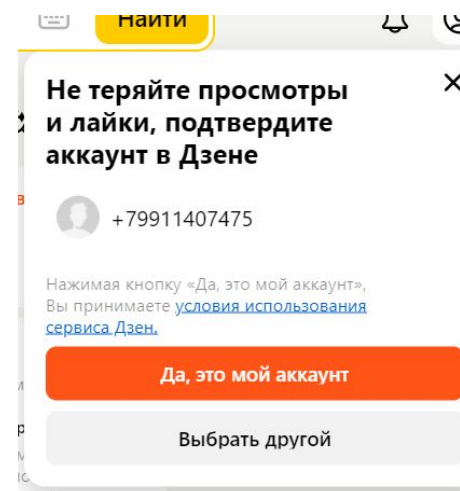 Найти
Не теряйте просмотры
и лайки, подтвердите
аккаунт в Дзене
+79911407475
Нажимая кнопку «Да, это мой аккаунт»,
Вы принимаете условия использования
сервиса Дзен.
Да, это мой аккаунт
Выбрать другой